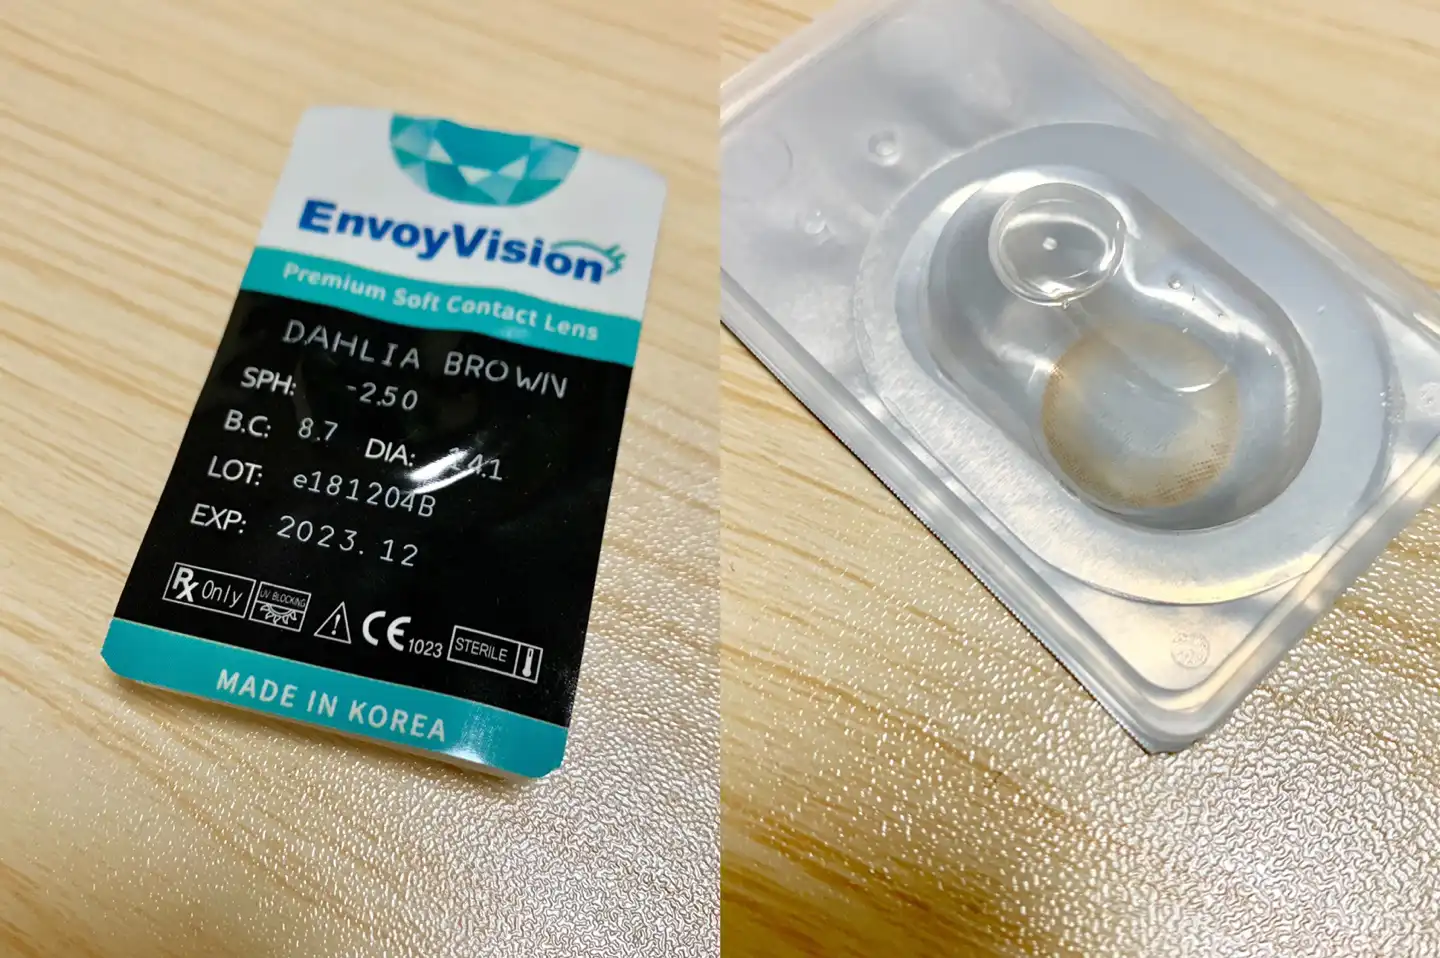 EnvoyVision
Premium Soft Contact Lens
DAHLIA BROWN
SPH: -2.50
B.C: 8.7 DIA: 14.1
LOT: e181204B
EXP: 2023.12
Rx Only UV BLOCKING CE 1023 STERILE
MADE IN KOREA